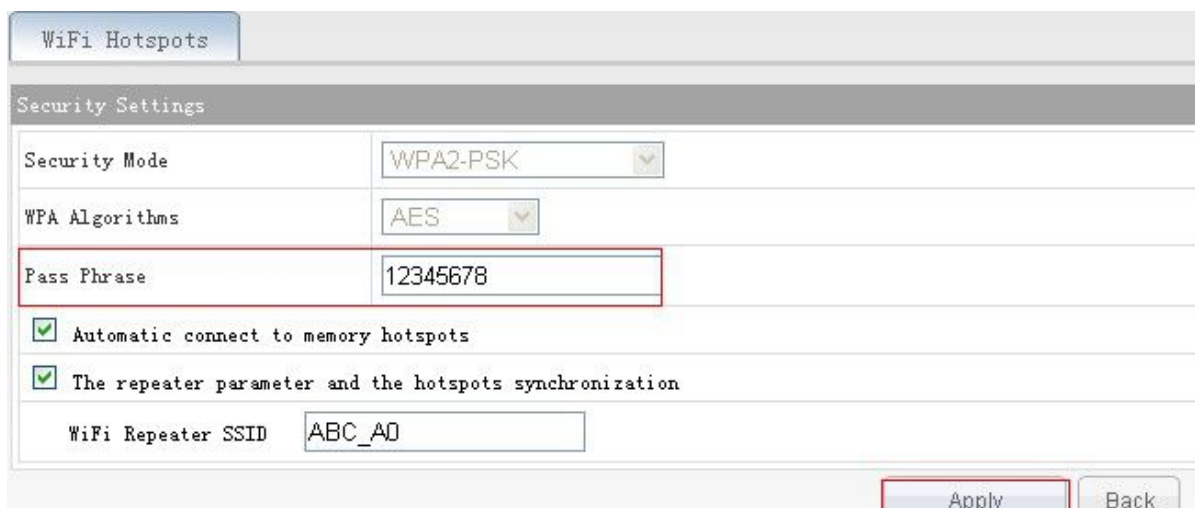 WiFi Hotspots
Security Settings
Security Mode WPA2-PSK
WPA Algorithms AES
Pass Phrase 12345678
Automatic connect to memory hotspots
The repeater parameter and the hotspots synchronization
WiFi Repeater SSID ABC_A0
Apply Back